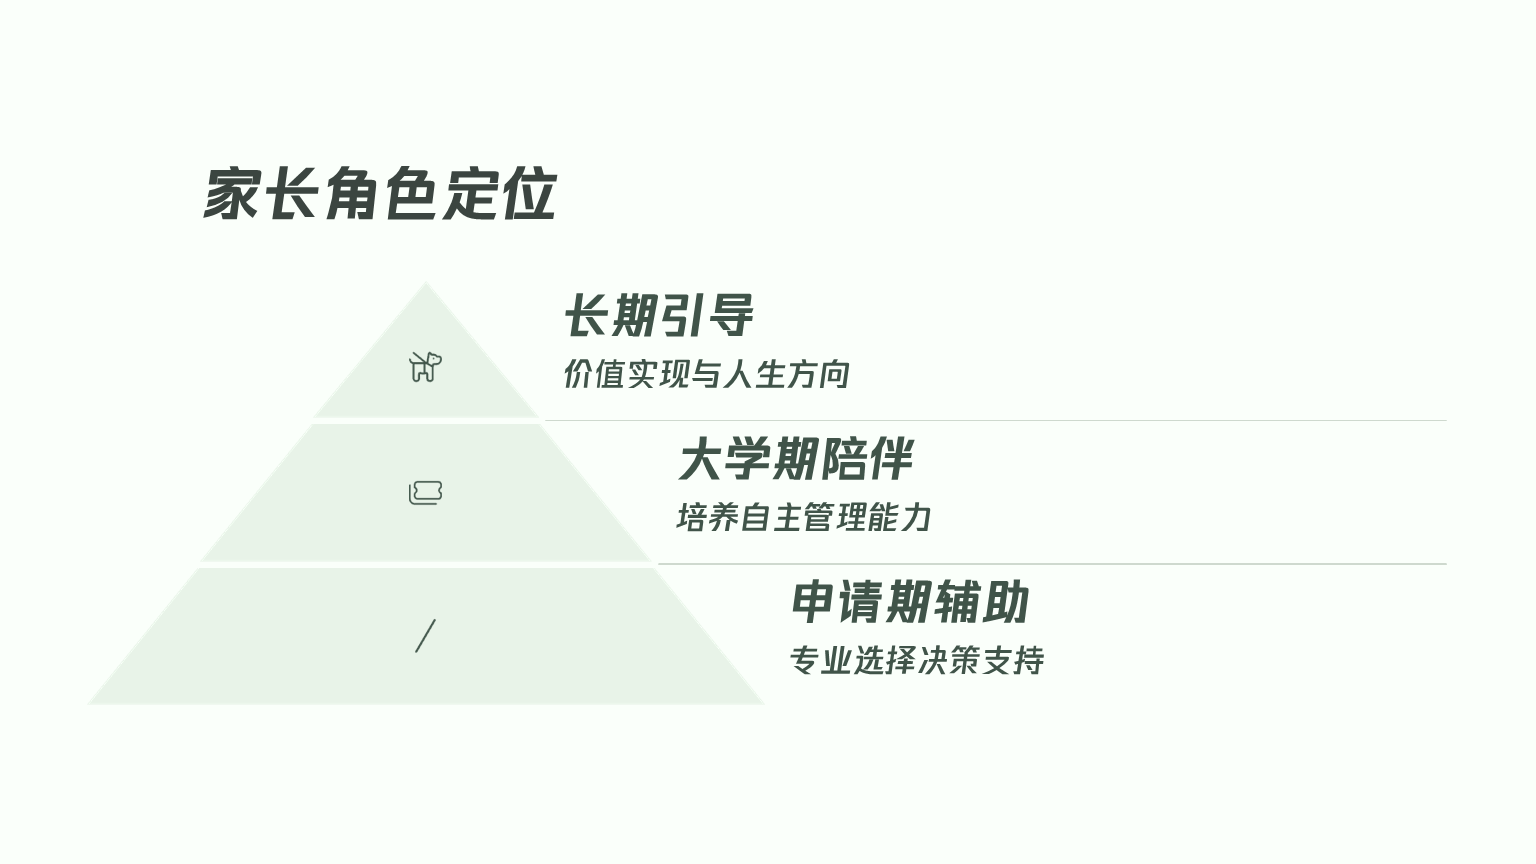 家长角色定位
长期引导
价值实现与人生方向
大学期陪伴
培养自主管理能力
申请期辅助
专业选择决策支持